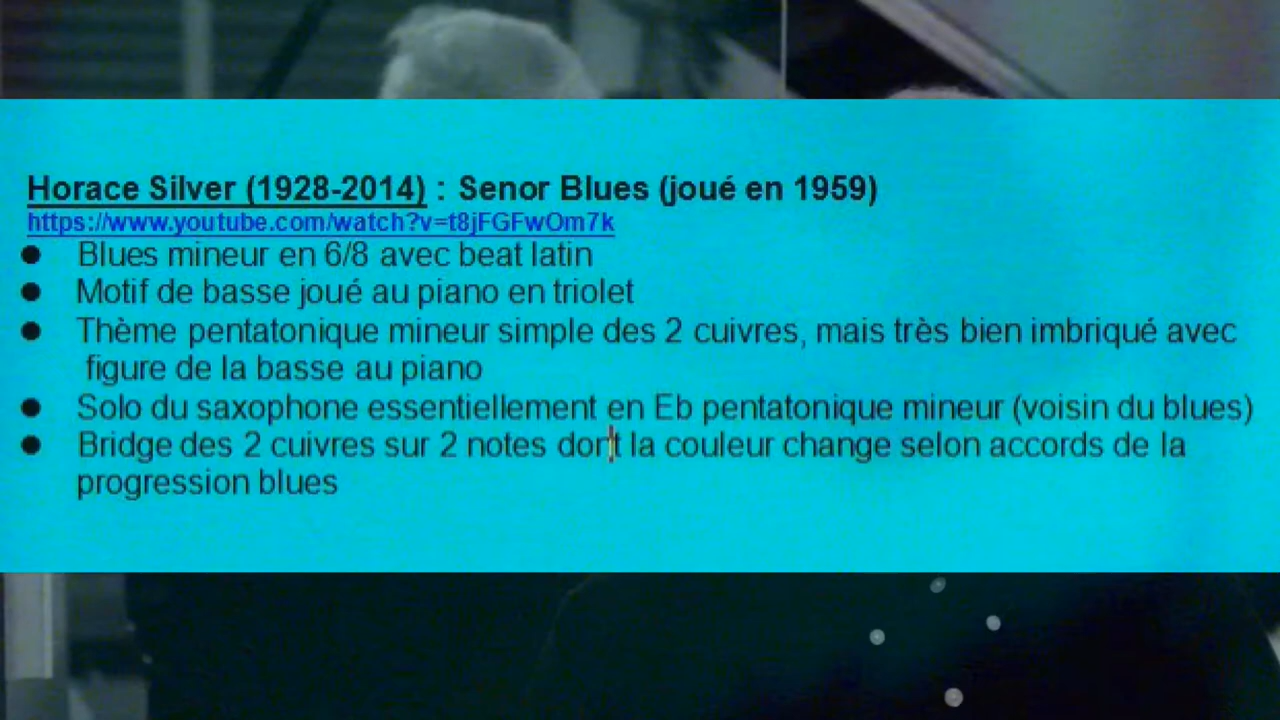 Horace Silver (1928-2014) : Senor Blues (joué en 1959)
https://www.youtube.com/watch?v=t8jFGFwOm7k
● Blues mineur en 6/8 avec beat latin
● Motif de basse joué au piano en triolet
● Thème pentatonique mineur simple des 2 cuivres, mais très bien imbriqué avec
figure de la basse au piano
● Solo du saxophone essentiellement en Eb pentatonique mineur (voisin du blues)
● Bridge des 2 cuivres sur 2 notes dont la couleur change selon accords de la
progression blues